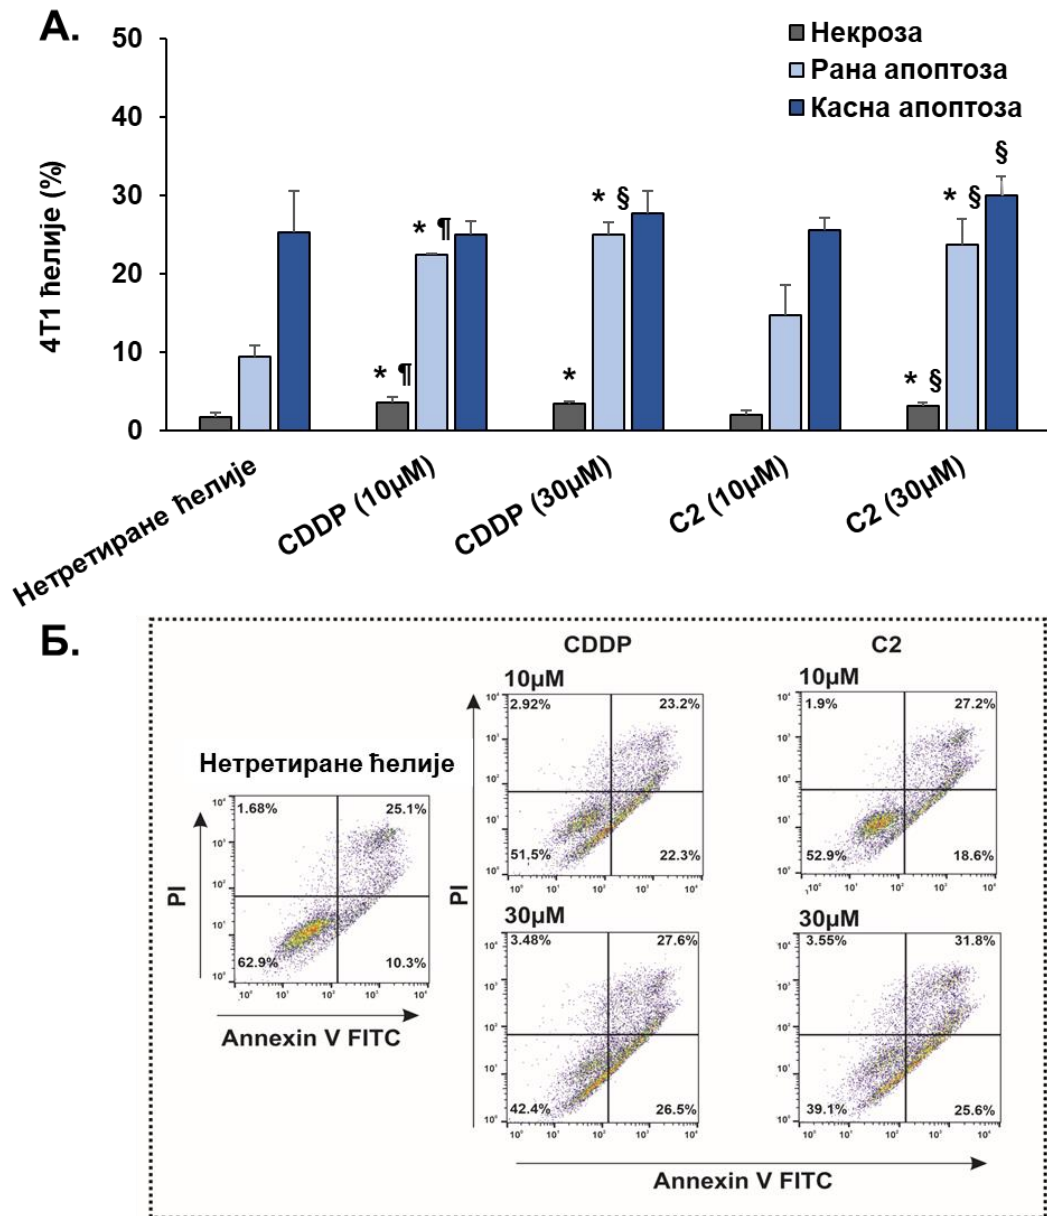 А.
50
40
30
20
10
0
4T1 ћелије (%)
Некроза
Рана апоптоза
Касна апоптоза
* ¶
* ¶
*
* §
* §
* §
§
Нетретиране ћелије
CDDP (10µM)
CDDP (30µM)
C2 (10µM)
C2 (30µM)
Б.
CDDP
C2
Нетретиране ћелије
1.68%
25.1%
62.9%
10.3%
PI
Annexin V FITC
10µM
2.92%
23.2%
51.5%
22.3%
10µM
1.9%
27.2%
52.9%
18.6%
PI
30µM
3.48%
27.6%
42.4%
26.5%
30µM
3.55%
31.8%
39.1%
25.6%
Annexin V FITC